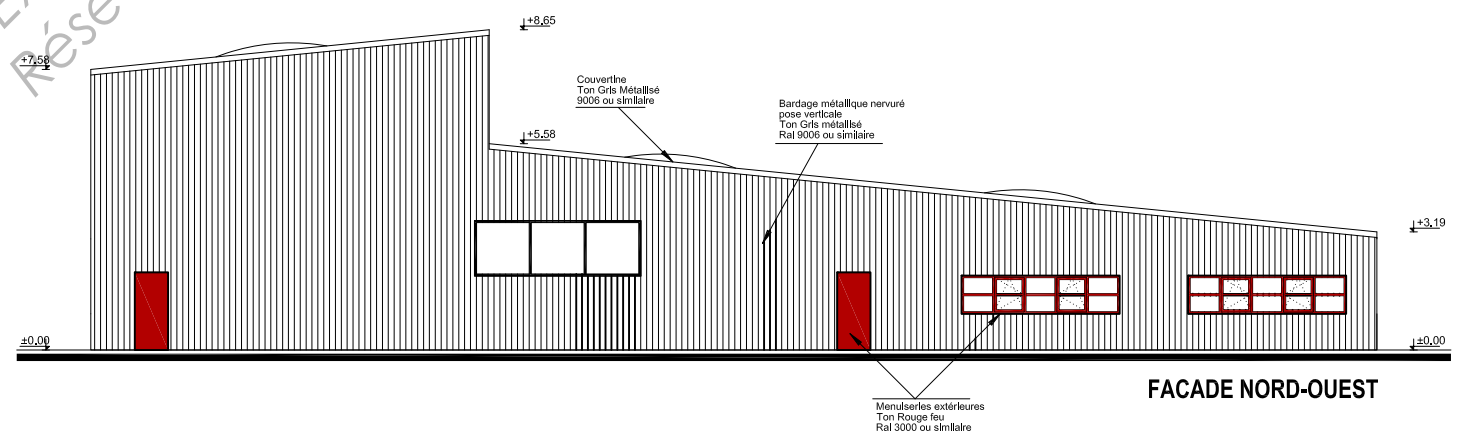 Rése
+8.65
+7.58
Couvertine
Ton Gris Métallisé
9006 ou similaire
Bardage métallique nervuré
pose verticale
Ton Gris métallisé
Ral 9006 ou similaire
+5.58
+3.19
±0.00
±0.00
FACADE NORD-OUEST
Menuiseries extérieures
Ton Rouge feu
Ral 3000 ou similaire